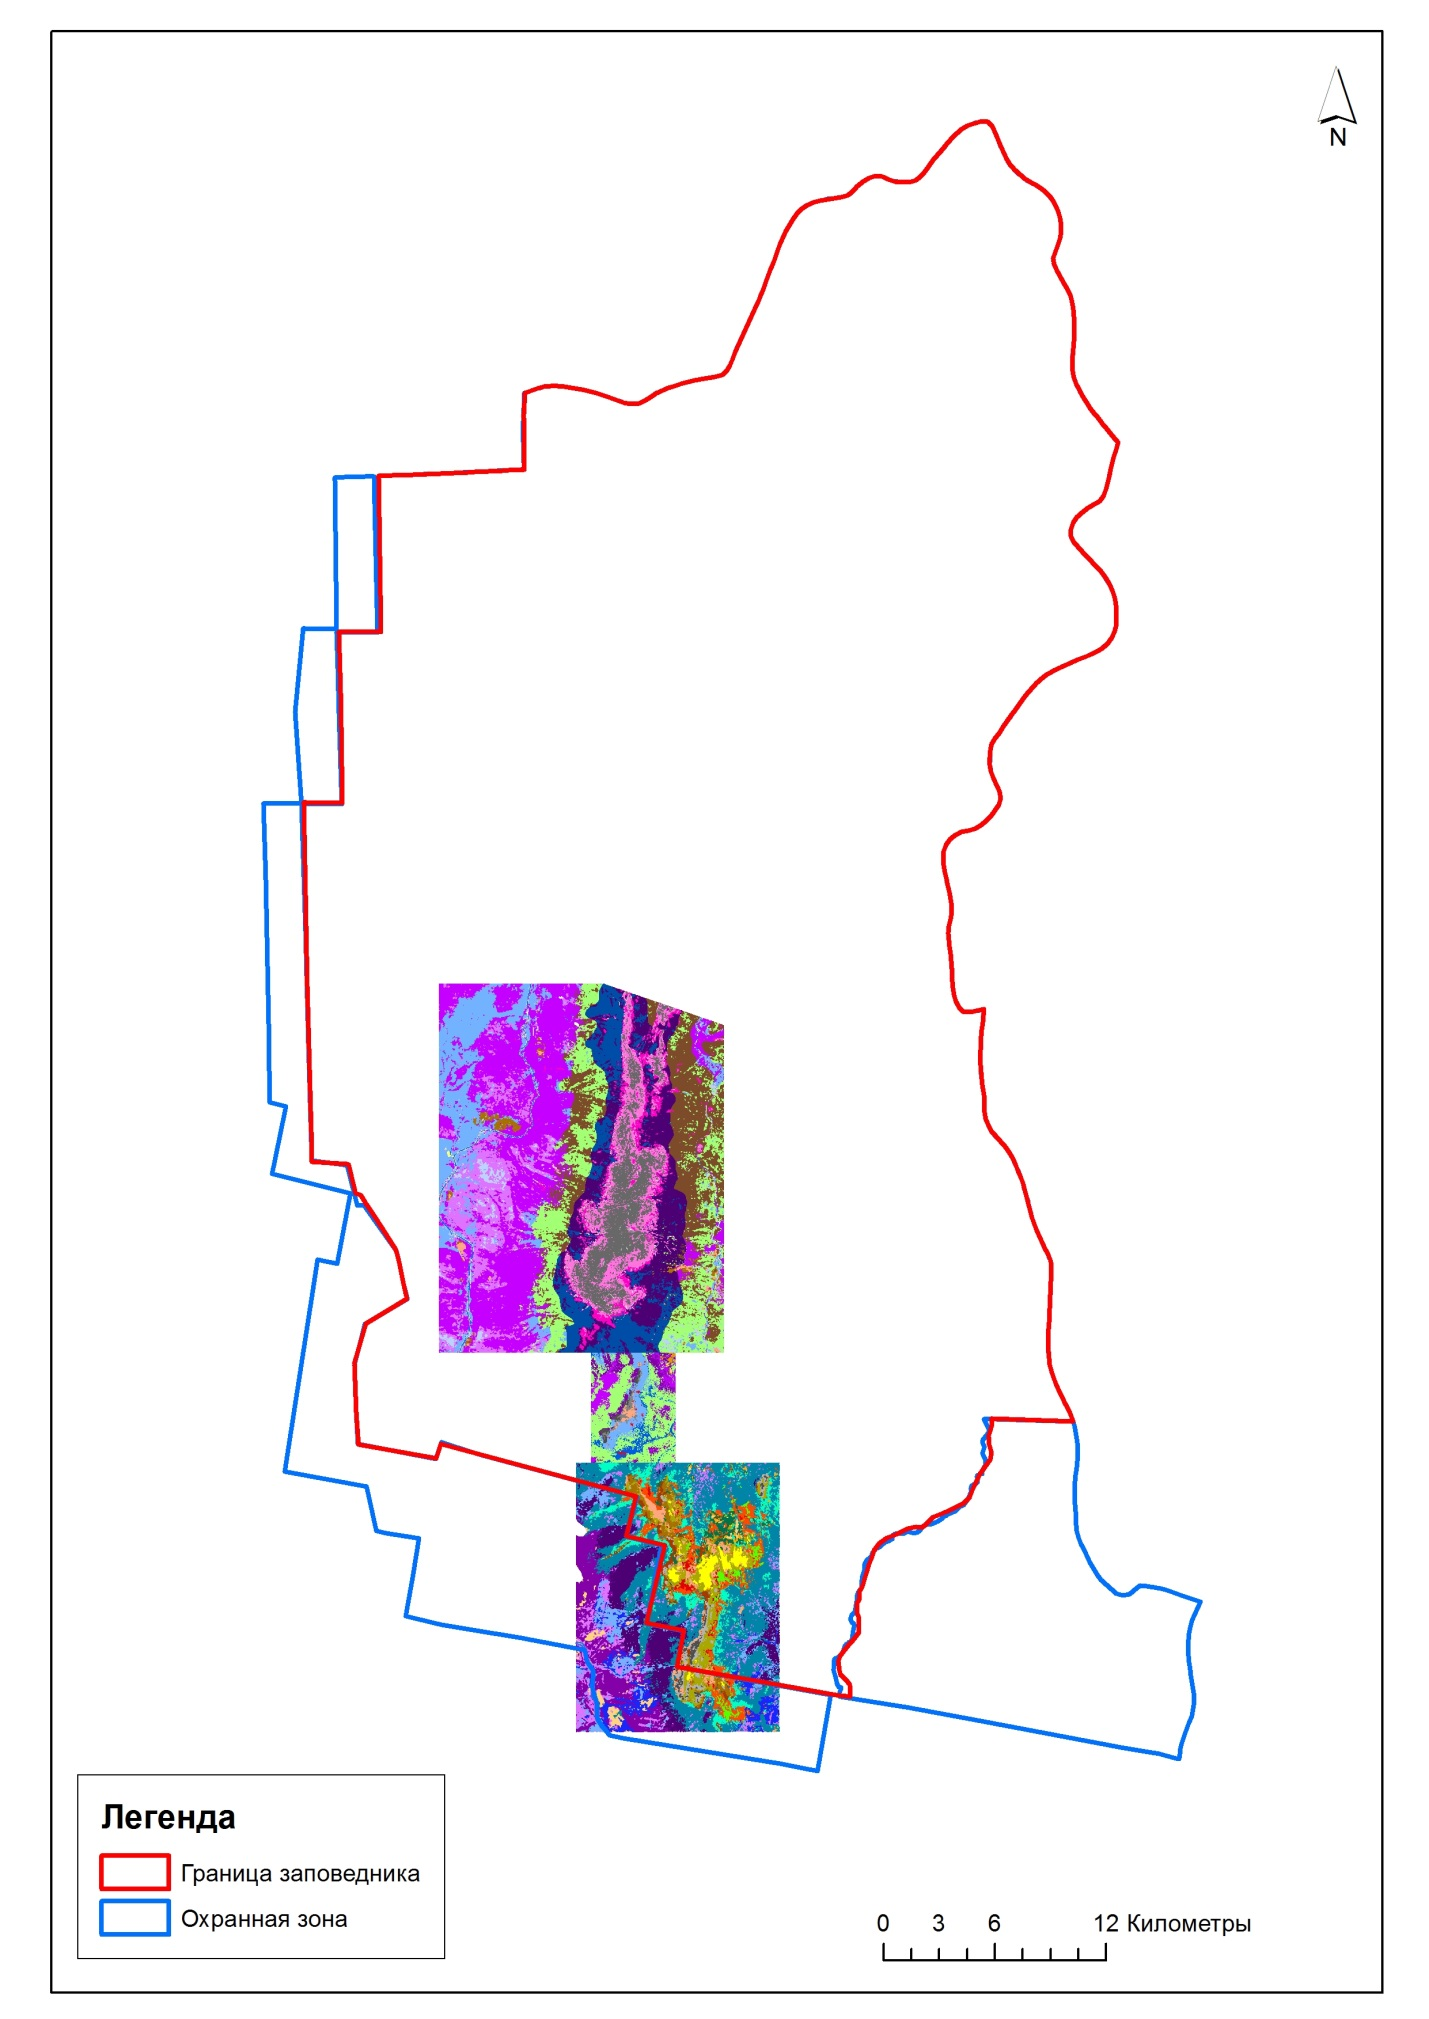 N
Легенда
Граница заповедника
Охранная зона
0 3 6 12 Километры